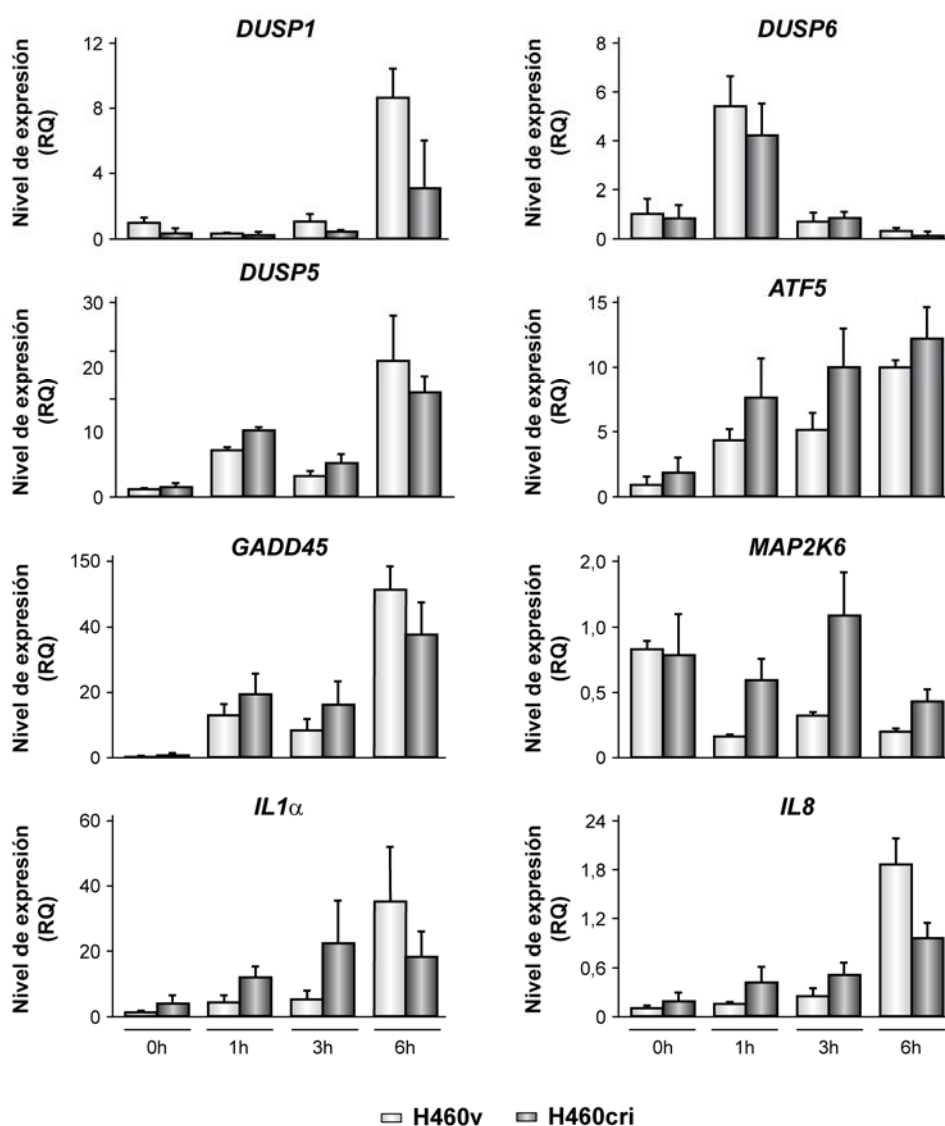 DUSP1
Nivel de expresión
(RQ)
12
8
4
0
DUSP6
Nivel de expresión
(RQ)
8
6
4
2
0
DUSP5
Nivel de expresión
(RQ)
30
20
10
0
ATF5
Nivel de expresión
(RQ)
15
10
5
0
GADD45
Nivel de expresión
(RQ)
150
40
20
0
MAP2K6
Nivel de expresión
(RQ)
2,0
1,0
0,5
0
IL1α
Nivel de expresión
(RQ)
60
40
20
0
0h 1h 3h 6h
IL8
Nivel de expresión
(RQ)
24
1,8
1,2
0,6
0
0h 1h 3h 6h
H460v H460cri